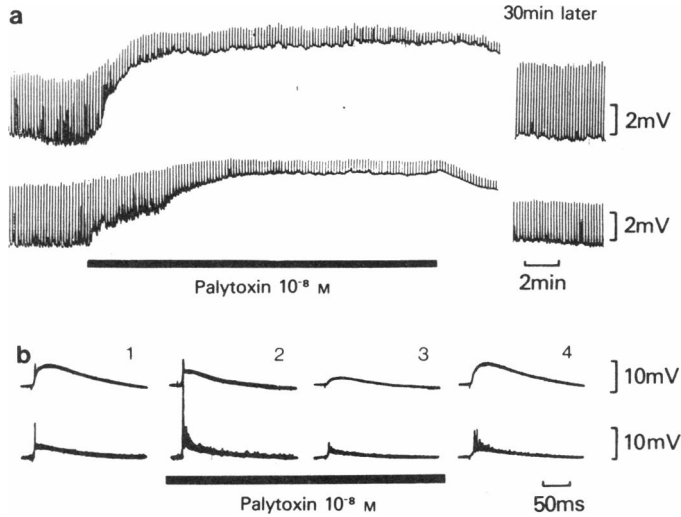 a
30min later
2mV
2mV
2min
Palytoxin 10⁻⁸ M
b
1 2 3 4
10mV
10mV
Palytoxin 10⁻⁸ M
50ms